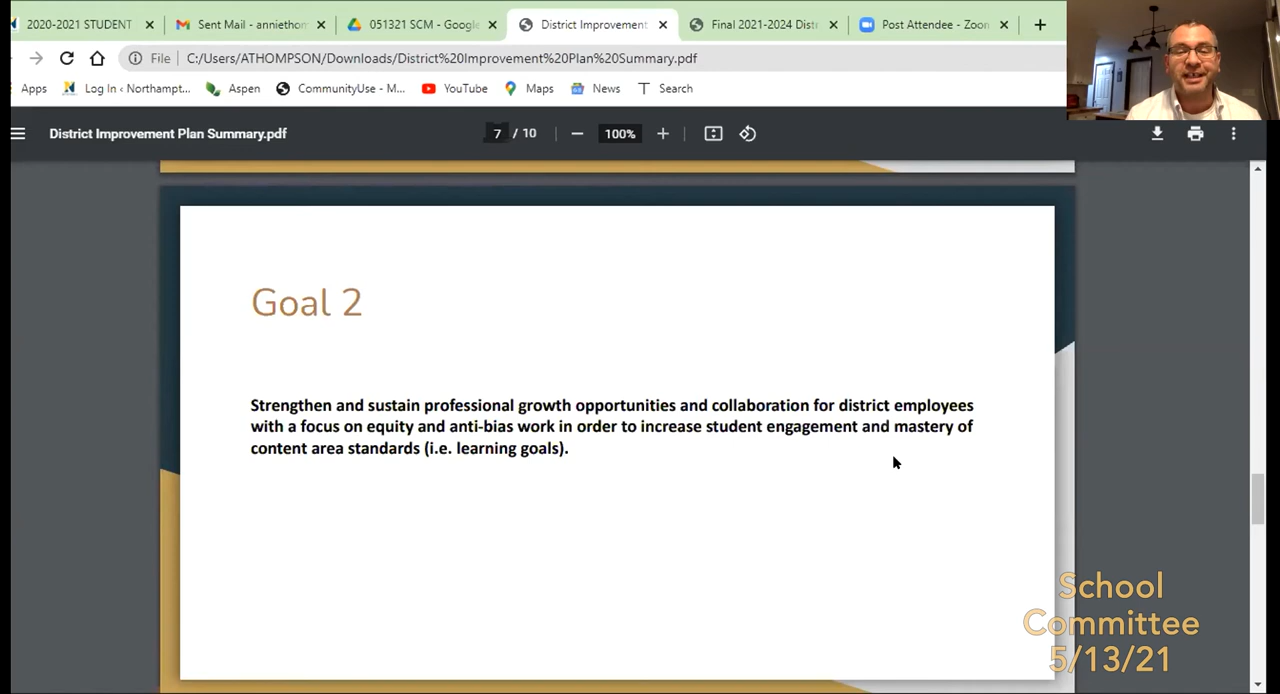 2020-2021 STUDENT
Sent Mail - anniethom
051321 SCM - Google
District Improvement
Final 2021-2024 Distr
Post Attendee - Zoom
File
C:/Users/ATHOMPSON/Downloads/District%20Improvement%20Plan%20Summary.pdf
Apps
Log In ‹ Northampt...
Aspen
CommunityUse - M...
YouTube
Maps
News
Search
District Improvement Plan Summary.pdf
7 / 10
100%
Goal 2
Strengthen and sustain professional growth opportunities and collaboration for district employees
with a focus on equity and anti-bias work in order to increase student engagement and mastery of
content area standards (i.e. learning goals).
School
Committee
5/13/21